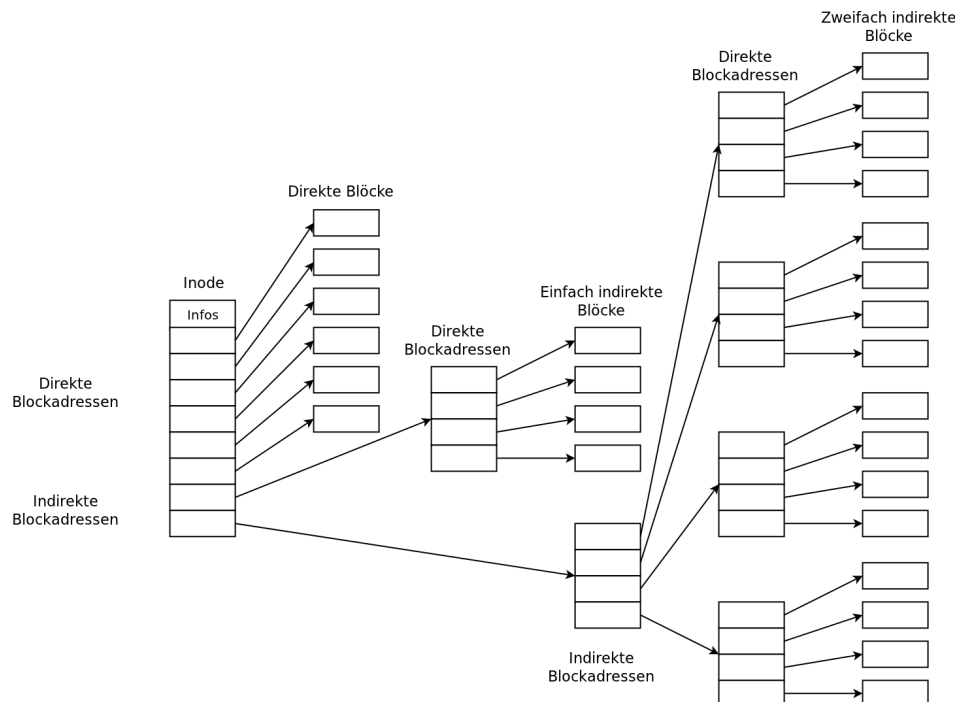 Zweifach indirekte
Blöcke
Direkte
Blockadressen
Direkte Blöcke
Inode
Infos
Einfach indirekte
Blöcke
Direkte
Blockadressen
Direkte
Blockadressen
Indirekte
Blockadressen
Indirekte
Blockadressen